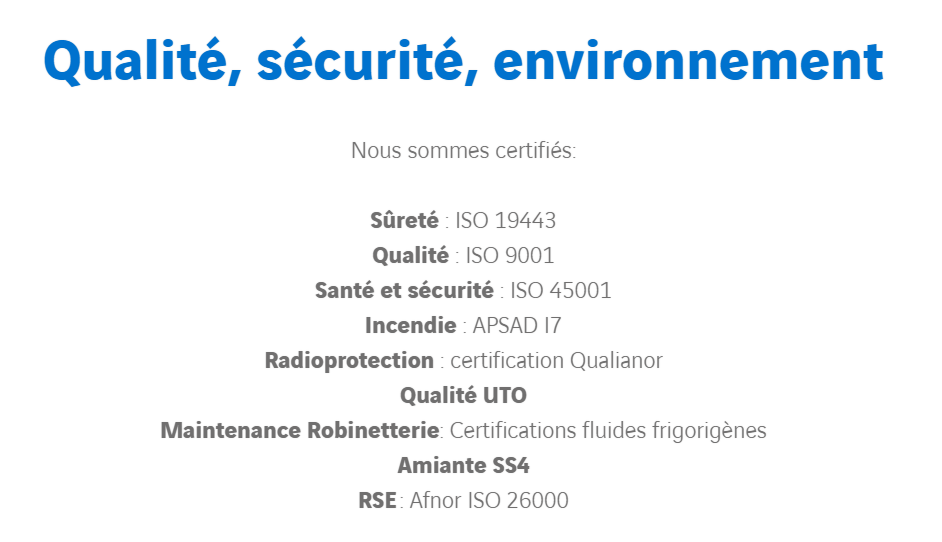 Qualité, sécurité, environnement
Nous sommes certifiés:
Sûreté : ISO 19443
Qualité : ISO 9001
Santé et sécurité : ISO 45001
Incendie : APSAD I7
Radioprotection : certification Qualianor
Qualité UTO
Maintenance Robinetterie: Certifications fluides frigorigènes
Amiante SS4
RSE : Afnor ISO 26000